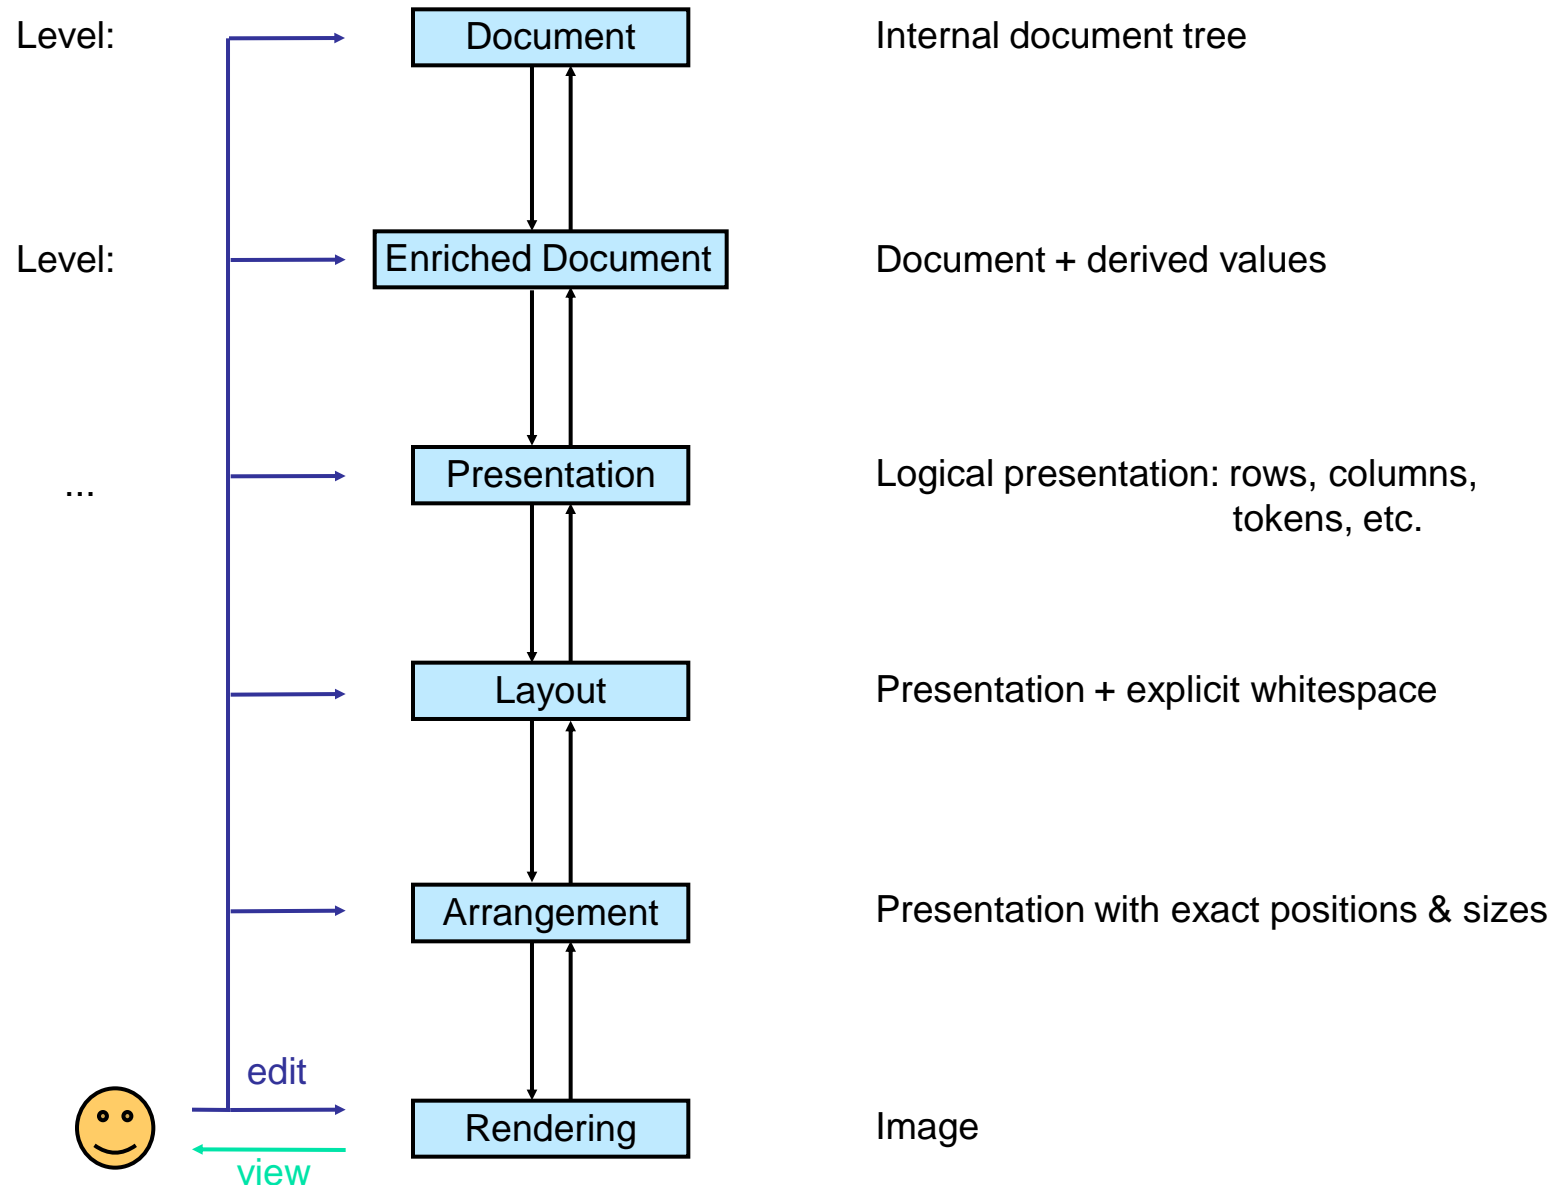 Level:
Document
Internal document tree
Level:
Enriched Document
Document + derived values
...
Presentation
Logical presentation: rows, columns,
tokens, etc.
Layout
Presentation + explicit whitespace
Arrangement
Presentation with exact positions & sizes
edit
Rendering
Image
view